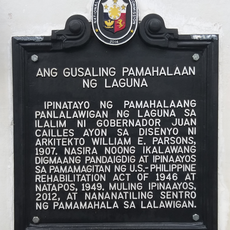 ANG GUSALING PAMAHALAAN
NG LAGUNA
IPINATAYO NG PAMAHALAANG
PANLALAWIGAN NG LAGUNA SA
ILALIM NI GOBERNADOR JUAN
CAILLES AYON SA DISENYO NI
ARKITEKTO WILLIAM E. PARSONS,
1907. NASIRA NOONG IKALAWANG
DIGMAANG PANDAIGDIG AT IPINAAYOS
SA PAMAMAGITAN NG U.S.-PHILIPPINE
REHABILITATION ACT OF 1946 AT
NATAPOS, 1949. MULING IPINAAYOS,
2012, AT NANANATILING SENTRO
NG PAMAMAHALA SA LALAWIGAN.